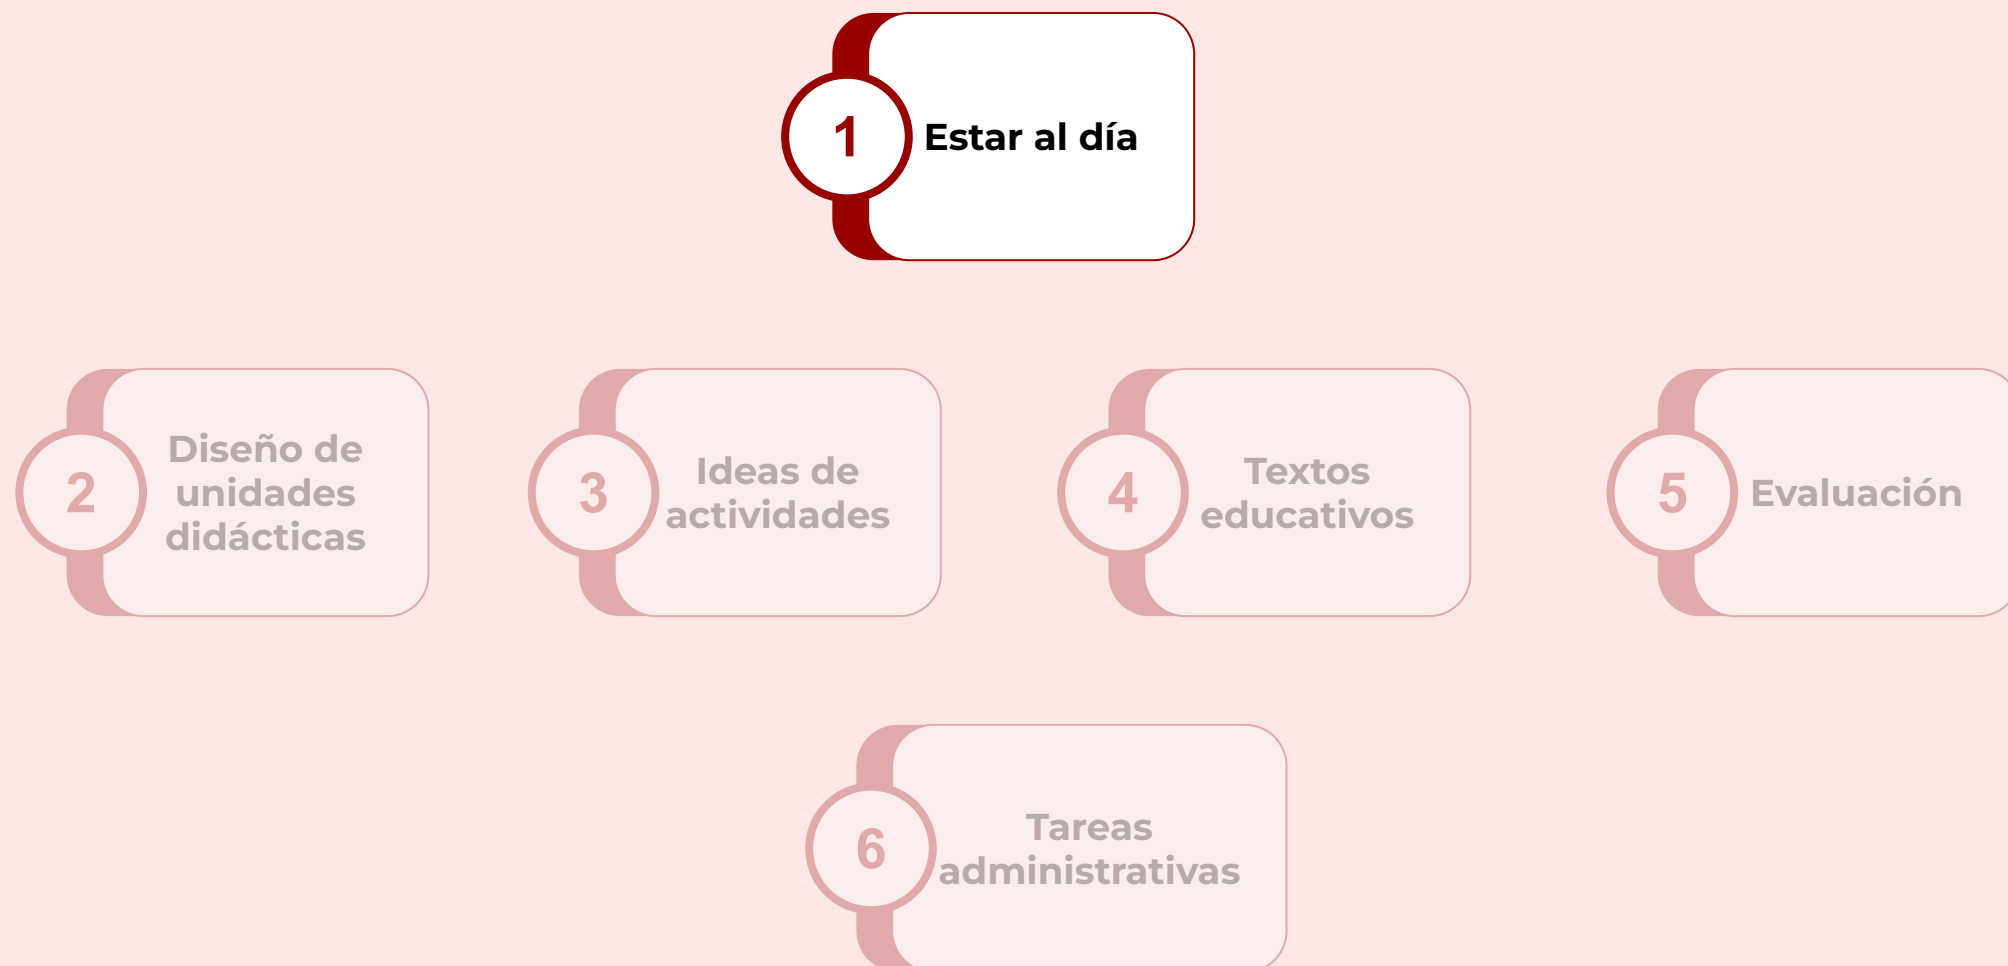 1
Estar al día
2
Diseño de
unidades
didácticas
3
Ideas de
actividades
4
Textos
educativos
5
Evaluación
6
Tareas
administrativas